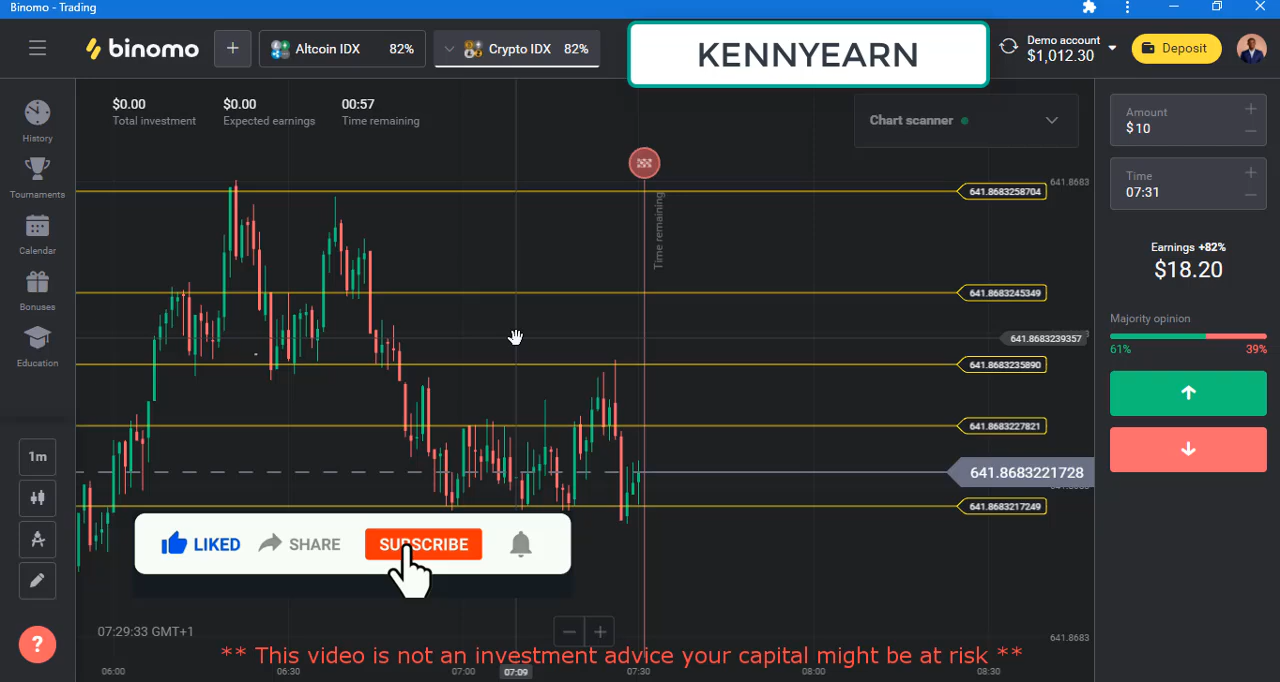 Binomo - Trading
binomo
+
Altcoin IDX 82%
Crypto IDX 82%
KENNYEARN
Demo account
$1,012.30
Deposit
$0.00
Total investment
$0.00
Expected earnings
00:57
Time remaining
Chart scanner
History
Tournaments
Calendar
Bonuses
Education
1m
?
Time remaining
641.8683258704
641.8683
641.8683245349
641.8683239357
641.8683235890
641.8683227821
641.8683221728
641.8683217249
641.8683
Amount
$10
Time
07:31
Earnings +82%
$18.20
Majority opinion
61% 39%
LIKED
SHARE
SUBSCRIBE
07:29:33 GMT+1
** This video is not an investment advice your capital might be at risk **
06:00 06:30 07:00 07:09 07:30 08:00 08:30